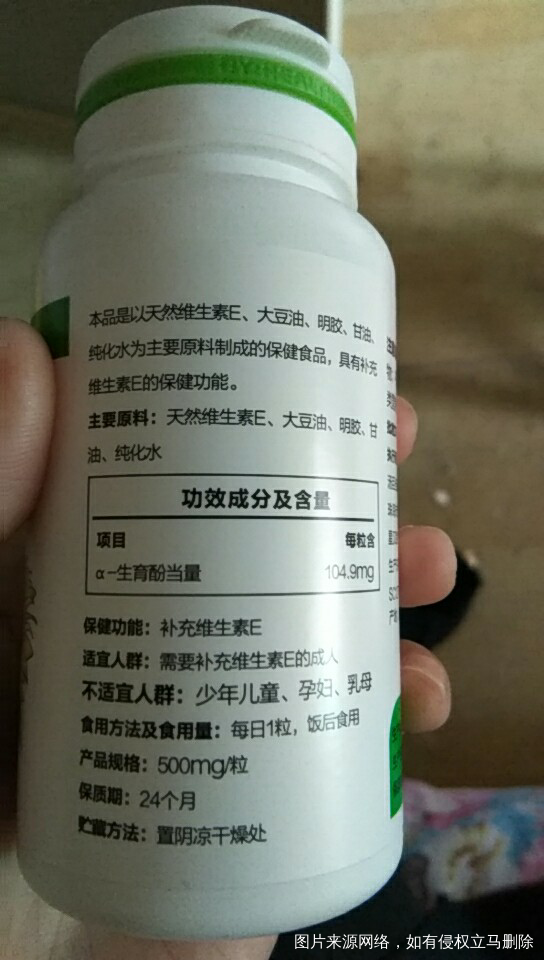 BY-HEALTH
本品是以天然维生素E、大豆油、明胶、甘油、
纯化水为主要原料制成的保健食品，具有补充
维生素E的保健功能。
主要原料：天然维生素E、大豆油、明胶、甘
油、纯化水
功效成分及含量
项目 每粒含
α-生育酚当量 104.9mg
保健功能：补充维生素E
适宜人群：需要补充维生素E的成人
不适宜人群：少年儿童、孕妇、乳母
食用方法及食用量：每日1粒，饭后食用
产品规格：500mg/粒
保质期：24个月
贮藏方法：置阴凉干燥处
图片来源网络，如有侵权立马删除